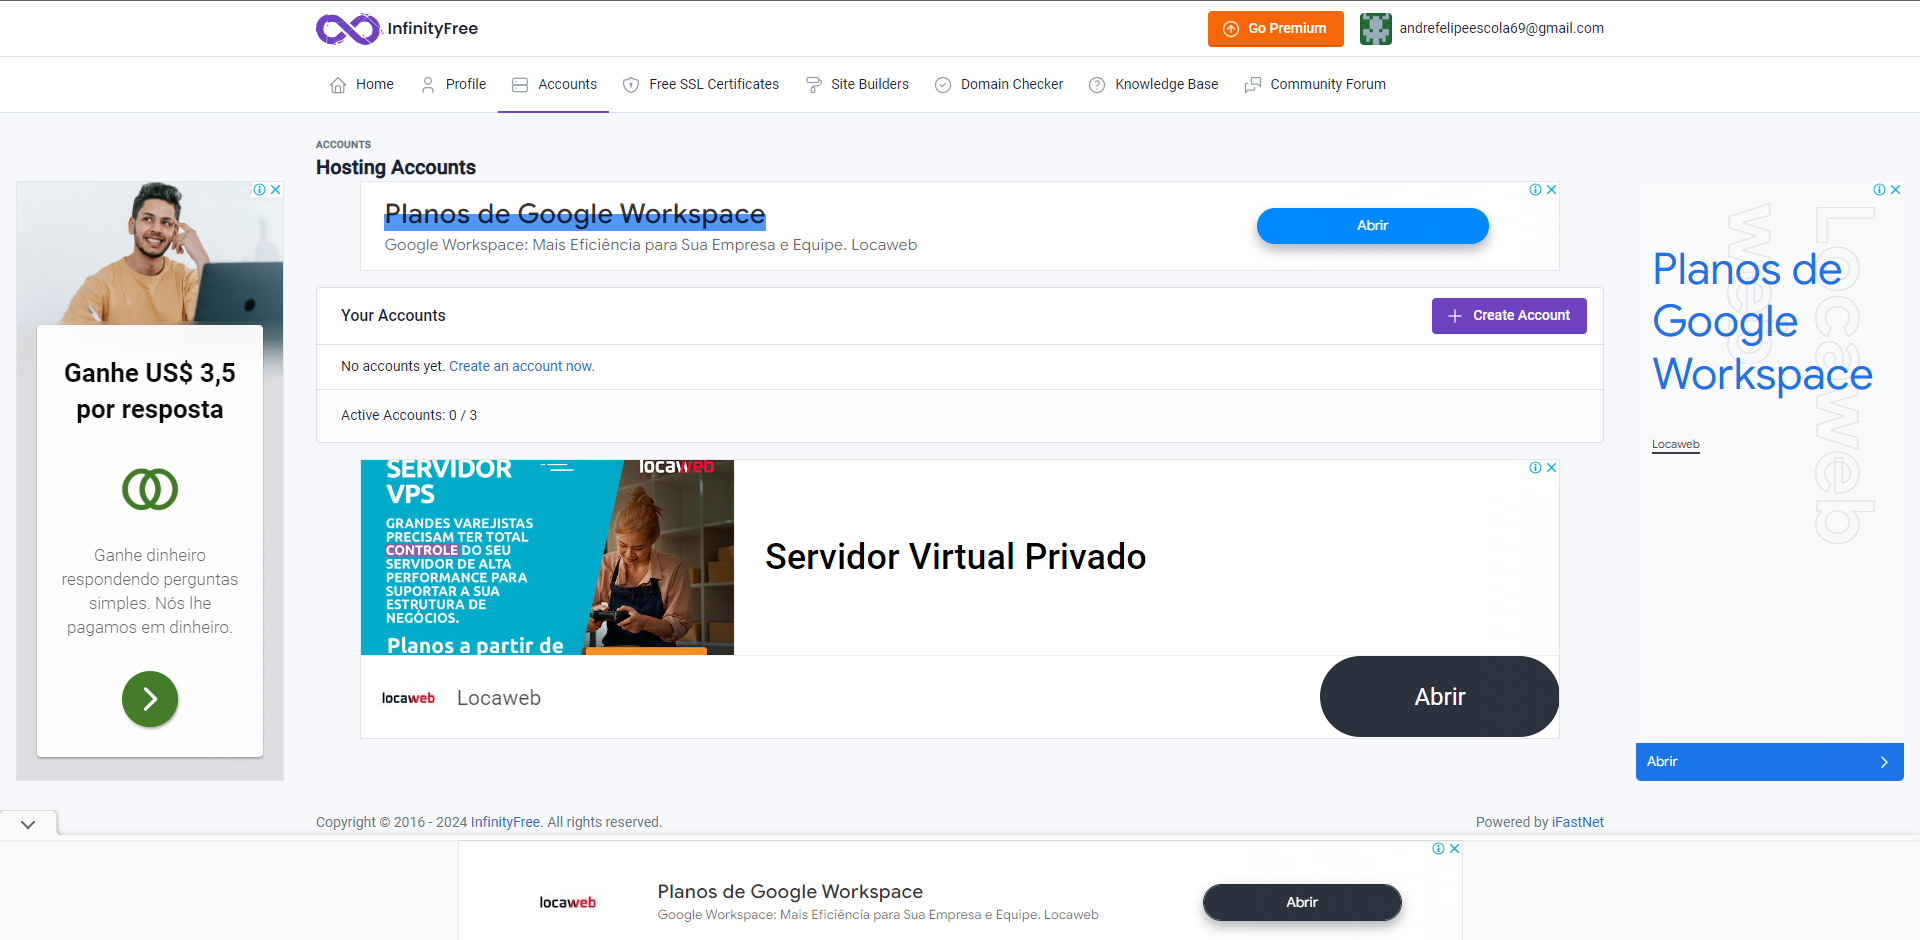 InfinityFree
Go Premium
andrefelipeescola69@gmail.com
Home
Profile
Accounts
Free SSL Certificates
Site Builders
Domain Checker
Knowledge Base
Community Forum
ACCOUNTS
Hosting Accounts
Ganhe US$ 3,5
por resposta
Ganhe dinheiro
respondendo perguntas
simples. Nós lhe
pagamos em dinheiro.
Planos de Google Workspace
Google Workspace: Mais Eficiência para Sua Empresa e Equipe. Locaweb
Abrir
Your Accounts
Create Account
No accounts yet. Create an account now.
Active Accounts: 0 / 3
SERVIDOR
VPS
locaweb
GRANDES VAREJISTAS
PRECISAM TER TOTAL
CONTROLE DO SEU
SERVIDOR DE ALTA
PERFORMANCE PARA
SUPORTAR A SUA
ESTRUTURA DE
NEGÓCIOS.
Planos a partir de
Servidor Virtual Privado
locaweb
Locaweb
Abrir
Locaweb
web
Planos de
Google
Workspace
Locaweb
Abrir
Copyright © 2016 - 2024 InfinityFree. All rights reserved.
Powered by iFastNet
locaweb
Planos de Google Workspace
Google Workspace: Mais Eficiência para Sua Empresa e Equipe. Locaweb
Abrir